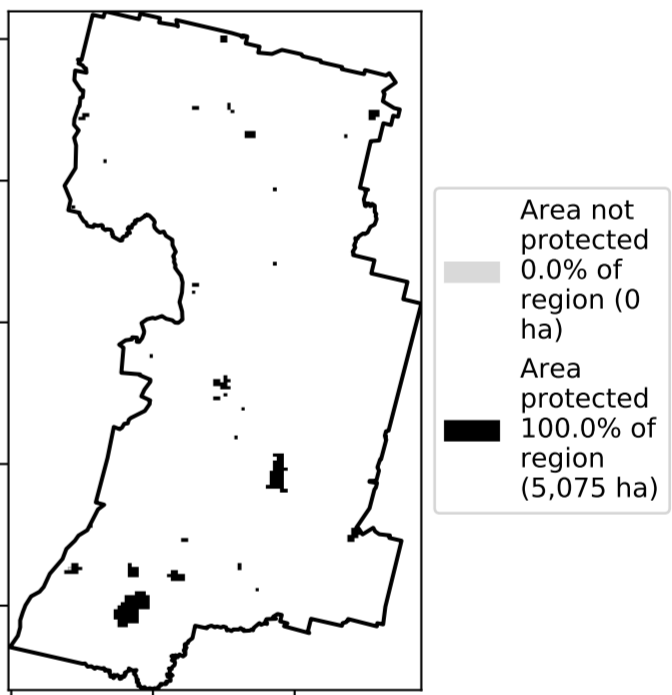 Area not
protected
0.0% of
region (0
ha)
Area
protected
100.0% of
region
(5,075 ha)